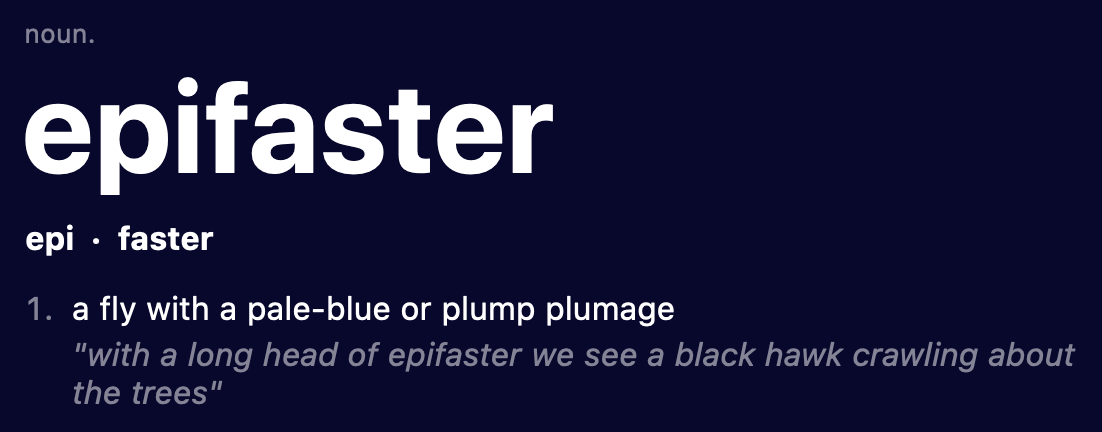 noun.
epifaster
epi · faster
1. a fly with a pale-blue or plump plumage
"with a long head of epifaster we see a black hawk crawling about
the trees"